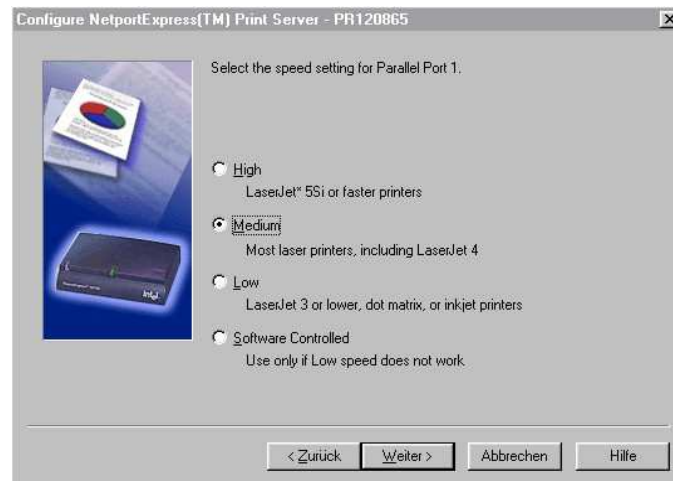 Configure NetportExpress(TM) Print Server - PR120865
Select the speed setting for Parallel Port 1.
High
LaserJet* 5Si or faster printers
Medium
Most laser printers, including LaserJet 4
Low
LaserJet 3 or lower, dot matrix, or inkjet printers
Software Controlled
Use only if Low speed does not work
intel
< Zurück
Weiter >
Abbrechen
Hilfe